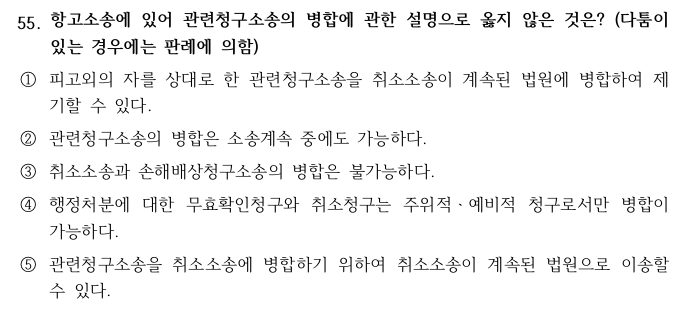 55. 항고소송에 있어 관련청구소송의 병합에 관한 설명으로 옳지 않은 것은? (다툼이
있는 경우에는 판례에 의함)
① 피고외의 자를 상대로 한 관련청구소송을 취소소송이 계속된 법원에 병합하여 제
기할 수 있다.
② 관련청구소송의 병합은 소송계속 중에도 가능하다.
③ 취소소송과 손해배상청구소송의 병합은 불가능하다.
④ 행정처분에 대한 무효확인청구와 취소청구는 주위적ㆍ예비적 청구로서만 병합이
가능하다.
⑤ 관련청구소송을 취소소송에 병합하기 위하여 취소소송이 계속된 법원으로 이송할
수 있다.